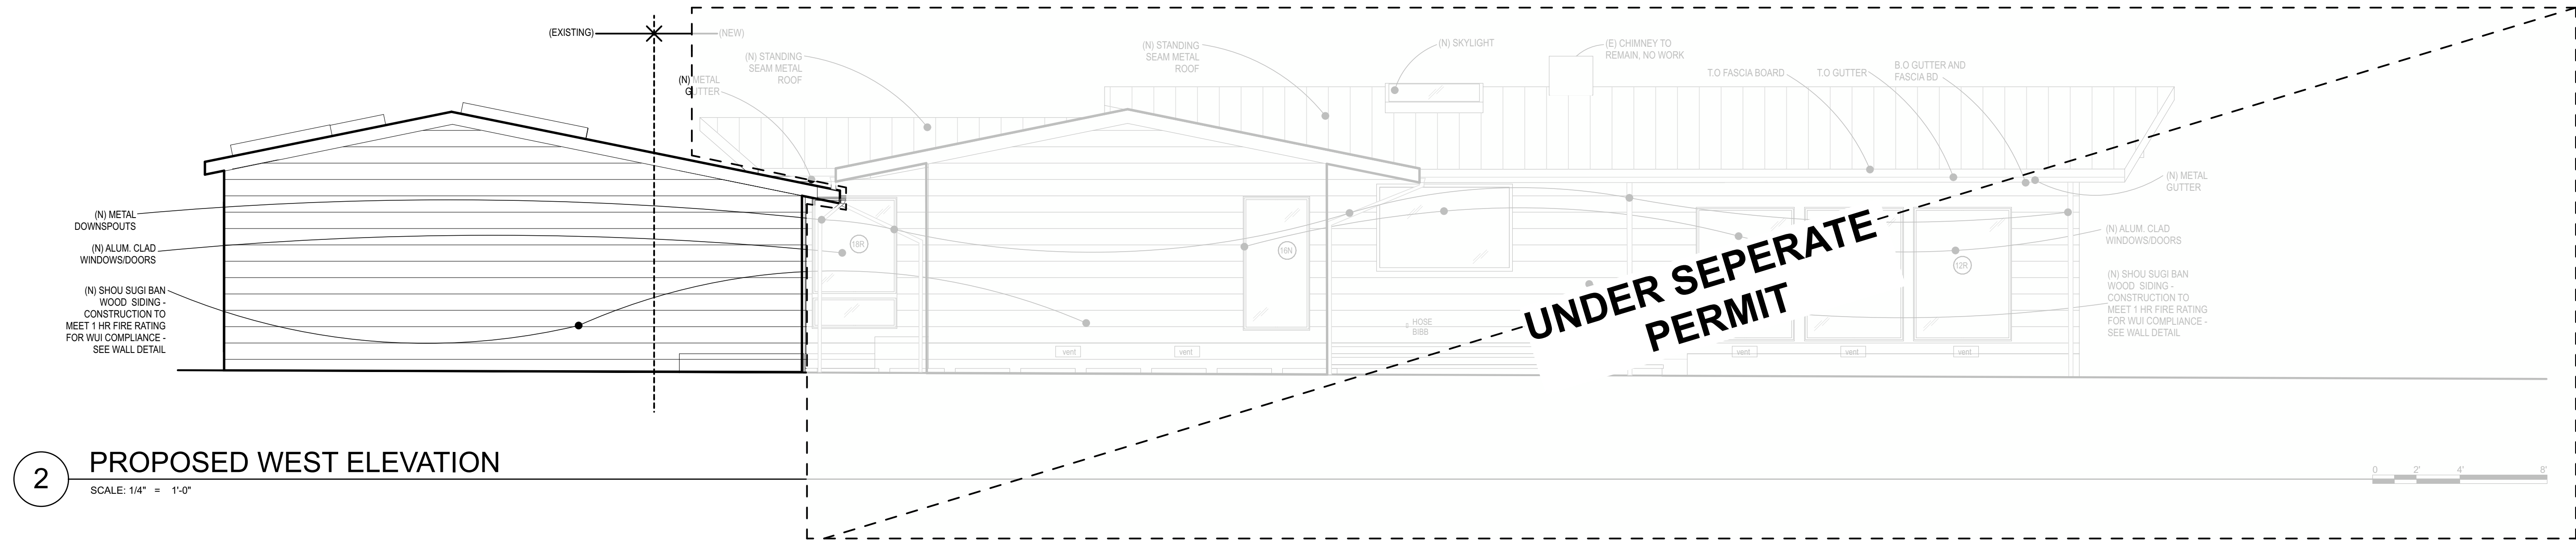 (EXISTING)
(NEW)
(N) STANDING
SEAM METAL
ROOF
(N) METAL
GUTTER
(N) STANDING
SEAM METAL
ROOF
(N) SKYLIGHT
(E) CHIMNEY TO
REMAIN, NO WORK
T.O FASCIA BOARD
T.O GUTTER
B.O GUTTER AND
FASCIA BD
(N) METAL
GUTTER
(N) METAL
DOWNSPOUTS
(N) ALUM. CLAD
WINDOWS/DOORS
(N) SHOU SUGI BAN
WOOD SIDING -
CONSTRUCTION TO
MEET 1 HR FIRE RATING
FOR WUI COMPLIANCE -
SEE WALL DETAIL
18R
16N
12R
HOSE
BIBB
vent
vent
vent
vent
vent
UNDER SEPERATE
PERMIT
(N) ALUM. CLAD
WINDOWS/DOORS
(N) SHOU SUGI BAN
WOOD SIDING -
CONSTRUCTION TO
MEET 1 HR FIRE RATING
FOR WUI COMPLIANCE -
SEE WALL DETAIL
2
PROPOSED WEST ELEVATION
SCALE: 1/4" = 1'-0"
0 2' 4' 8'